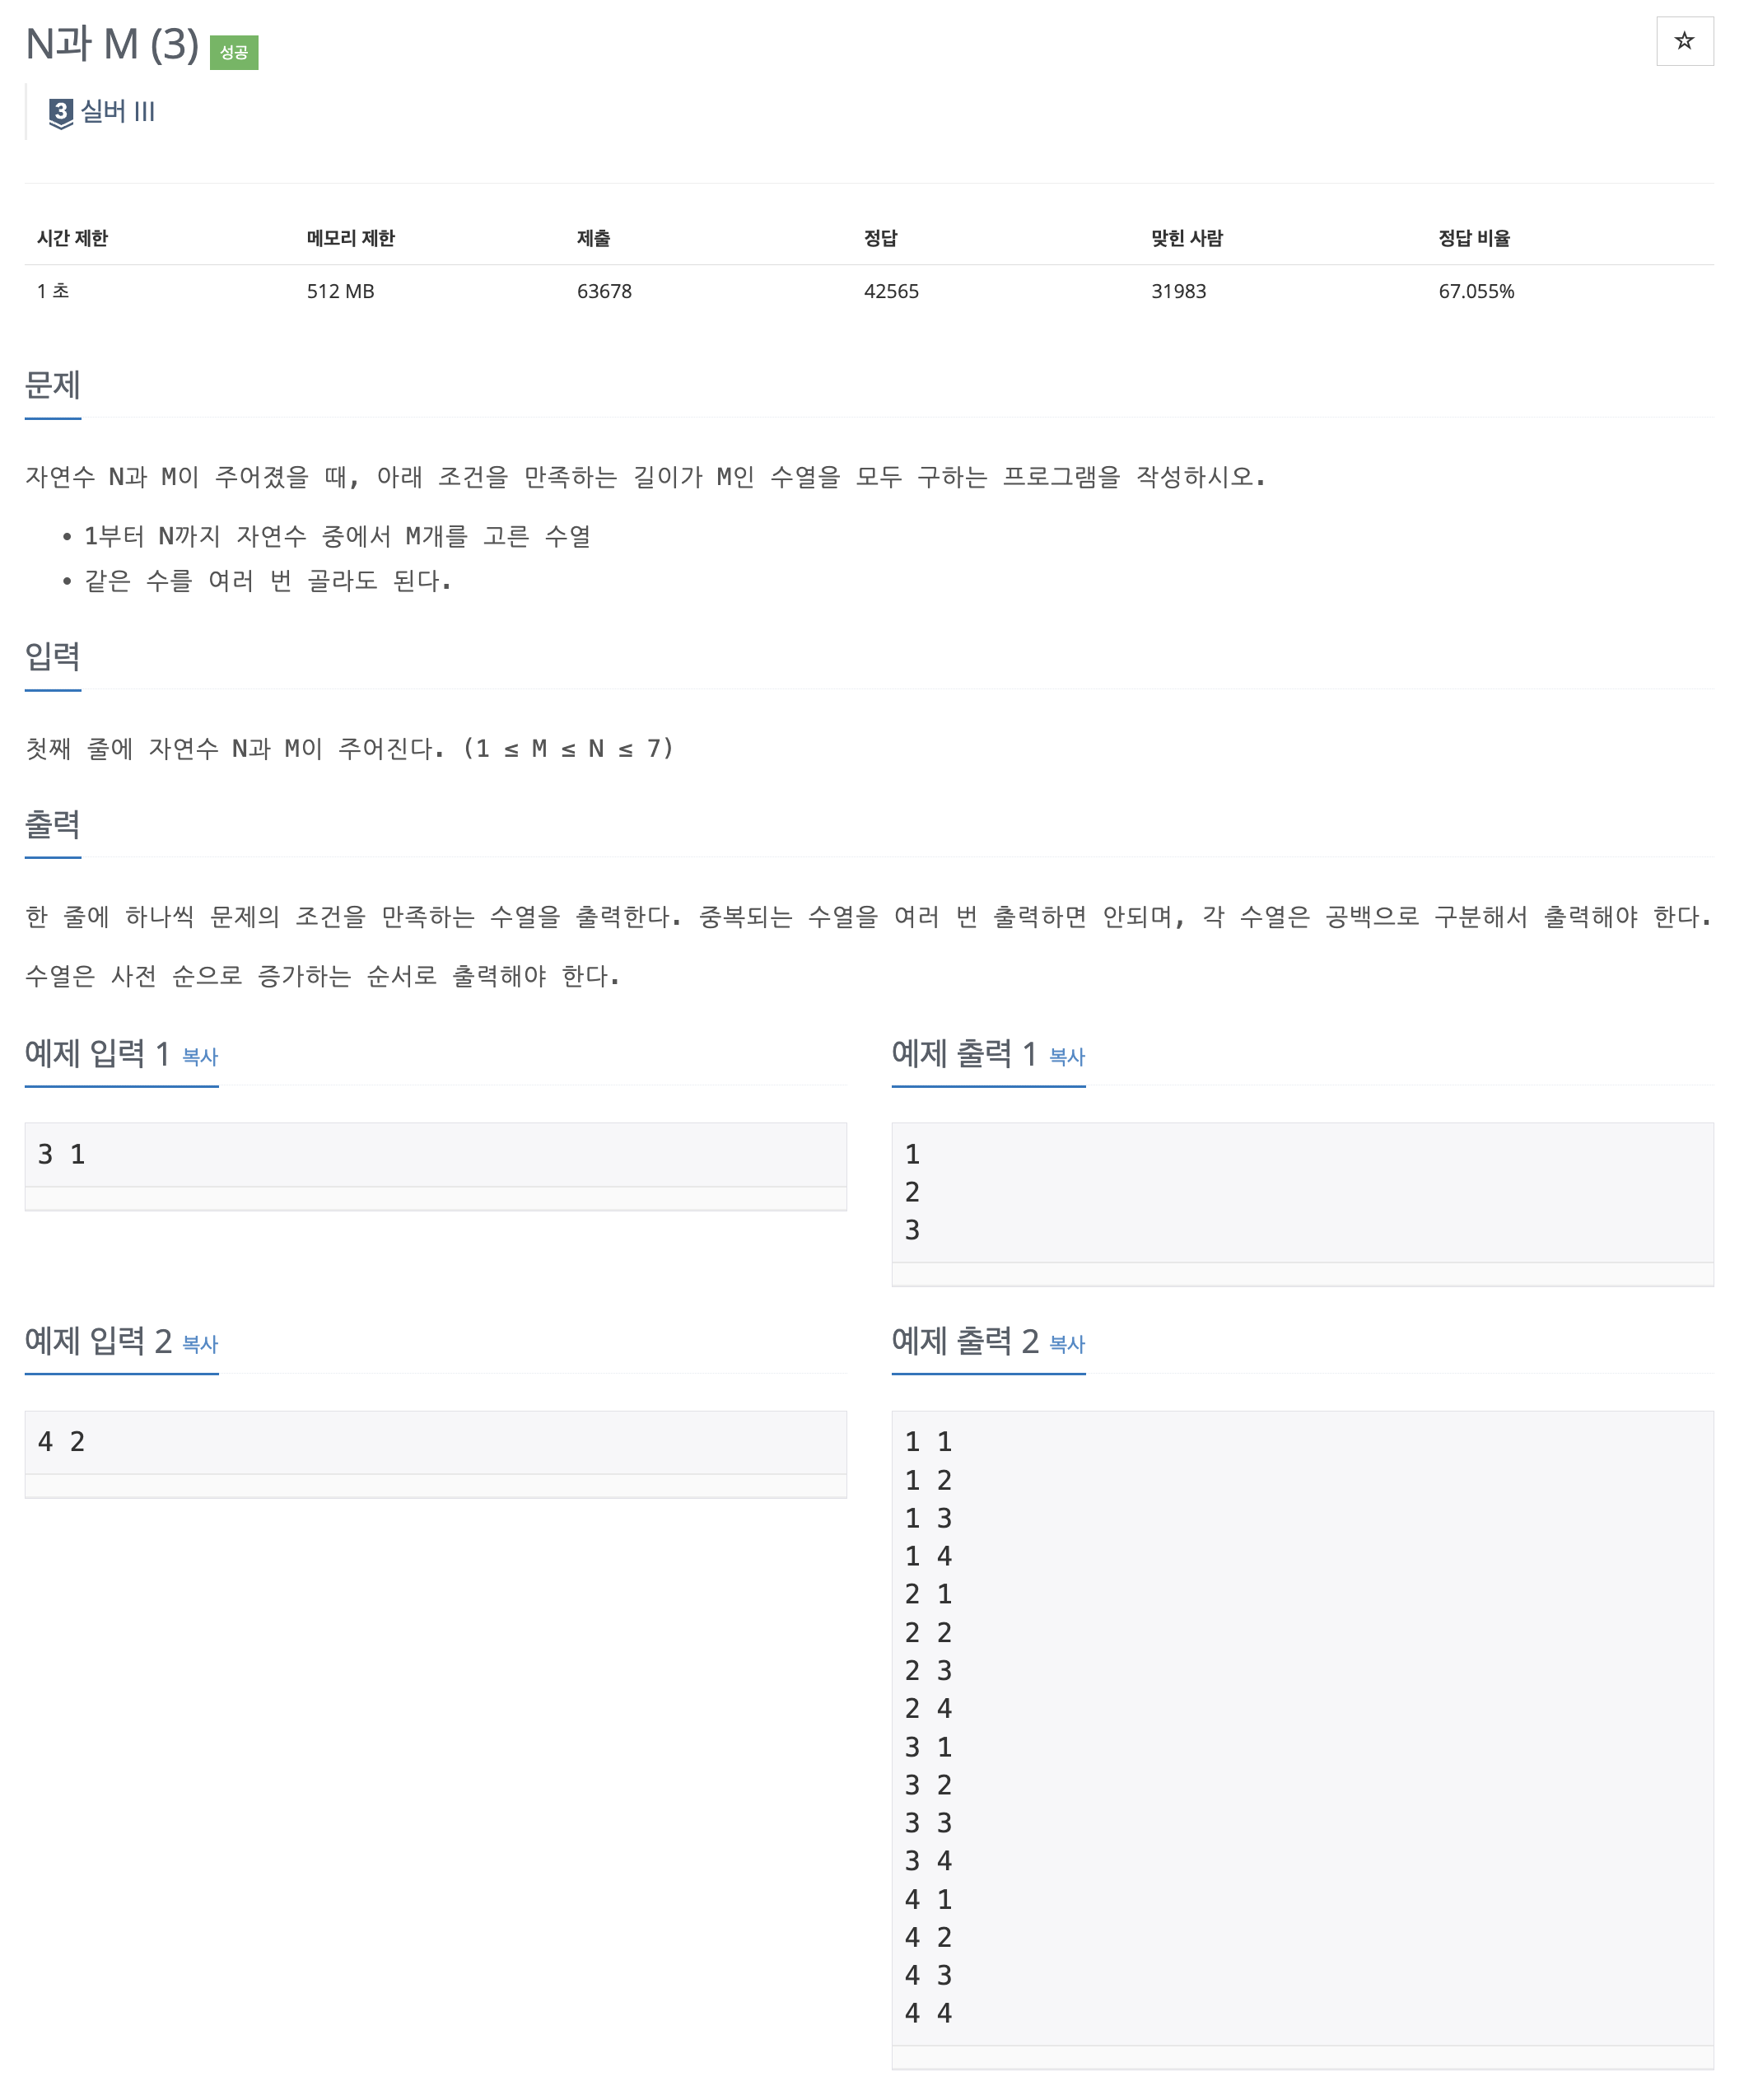 N과 M (3) 성공
☆
3 실버 III
시간 제한 메모리 제한 제출 정답 맞힌 사람 정답 비율
1 초 512 MB 63678 42565 31983 67.055%
문제
자연수 N과 M이 주어졌을 때, 아래 조건을 만족하는 길이가 M인 수열을 모두 구하는 프로그램을 작성하시오.
• 1부터 N까지 자연수 중에서 M개를 고른 수열
• 같은 수를 여러 번 골라도 된다.
입력
첫째 줄에 자연수 N과 M이 주어진다. (1 ≤ M ≤ N ≤ 7)
출력
한 줄에 하나씩 문제의 조건을 만족하는 수열을 출력한다. 중복되는 수열을 여러 번 출력하면 안되며, 각 수열은 공백으로 구분해서 출력해야 한다.
수열은 사전 순으로 증가하는 순서로 출력해야 한다.
예제 입력 1 복사
3 1
예제 출력 1 복사
1
2
3
예제 입력 2 복사
4 2
예제 출력 2 복사
1 1
1 2
1 3
1 4
2 1
2 2
2 3
2 4
3 1
3 2
3 3
3 4
4 1
4 2
4 3
4 4